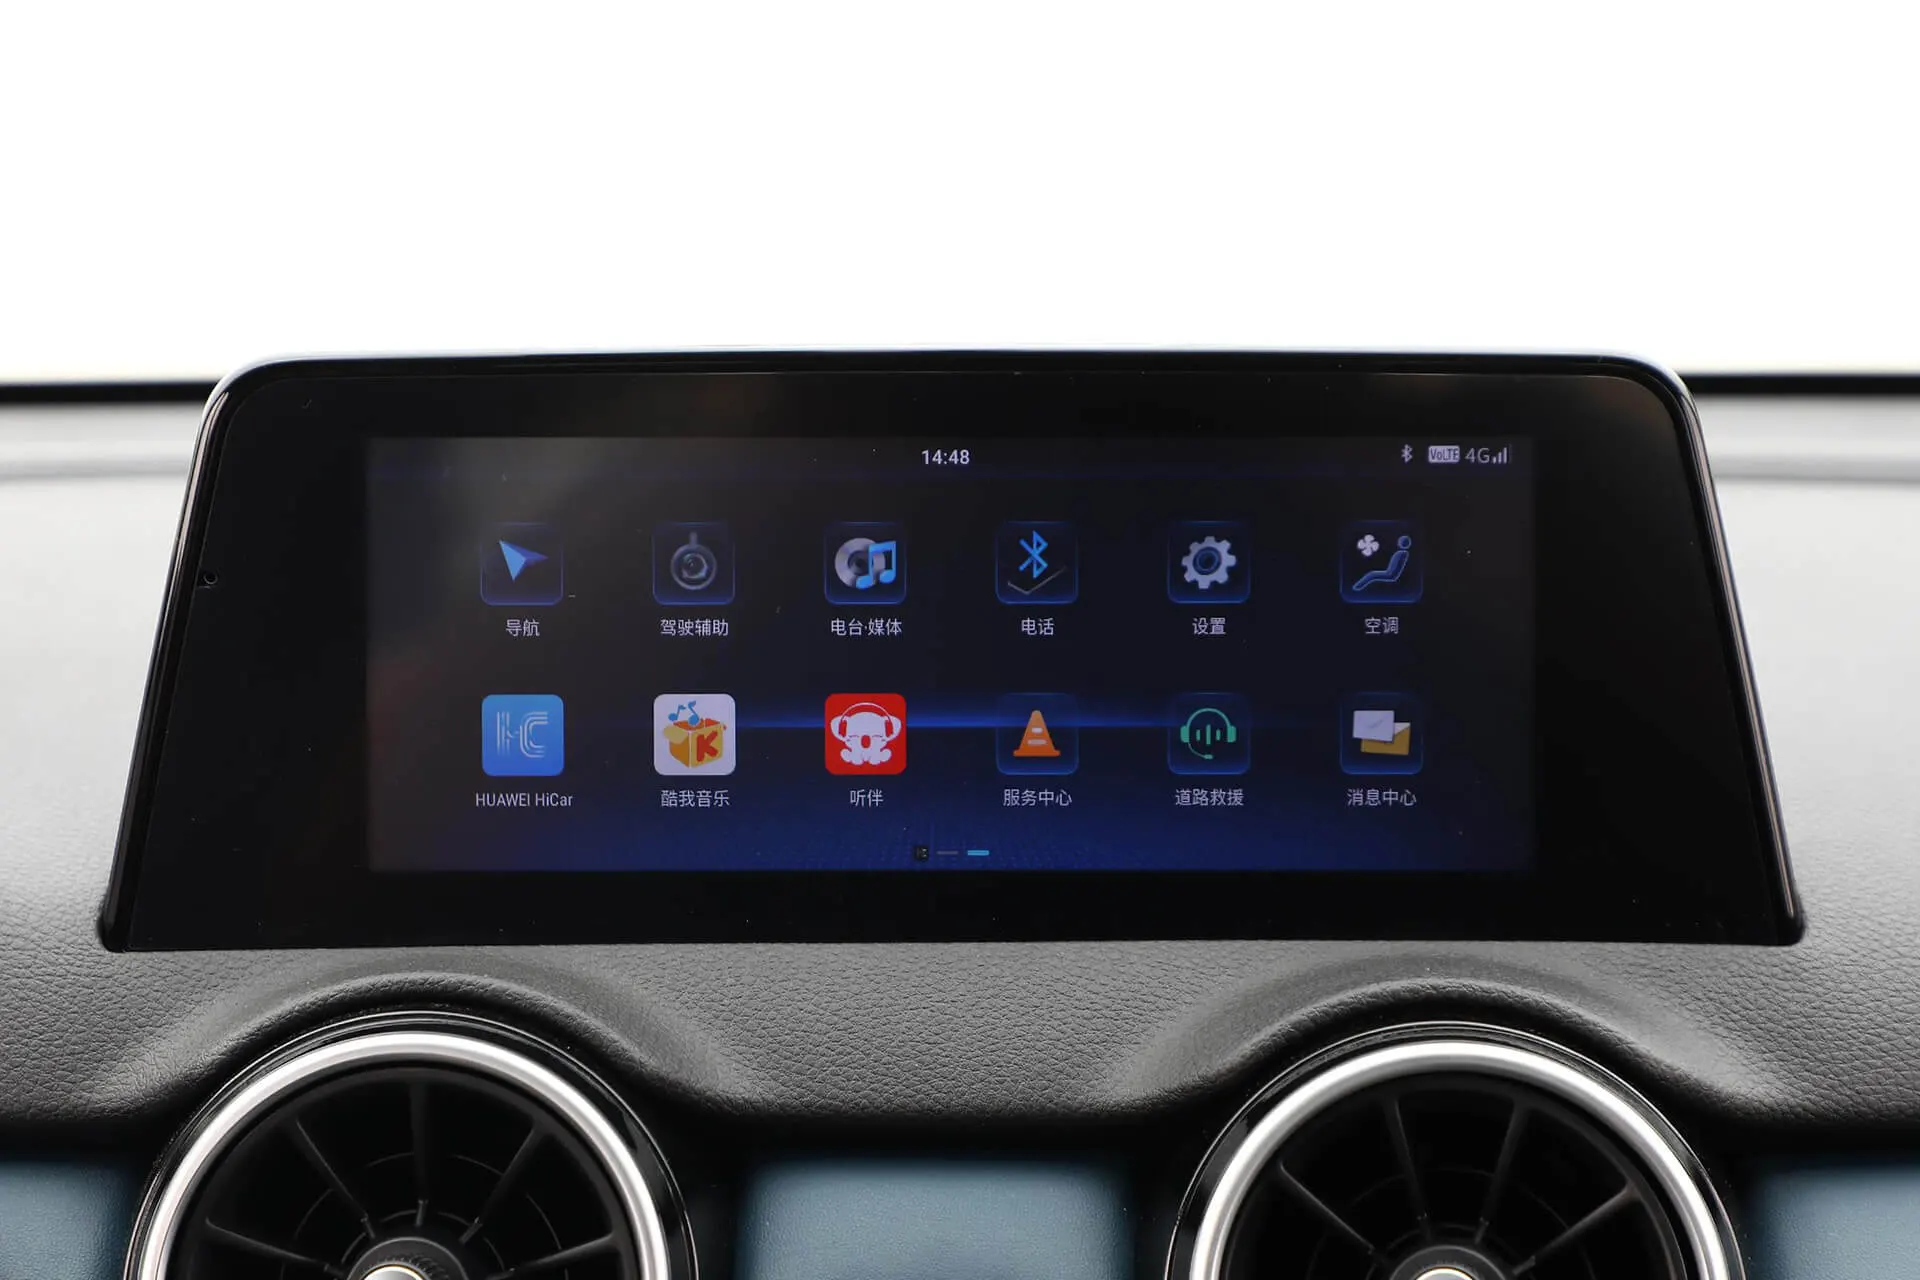 14:48
VoLTE 4G
导航
驾驶辅助
电台·媒体
电话
设置
空调
HC
K
HUAWEI HiCar
酷我音乐
听伴
服务中心
道路救援
消息中心